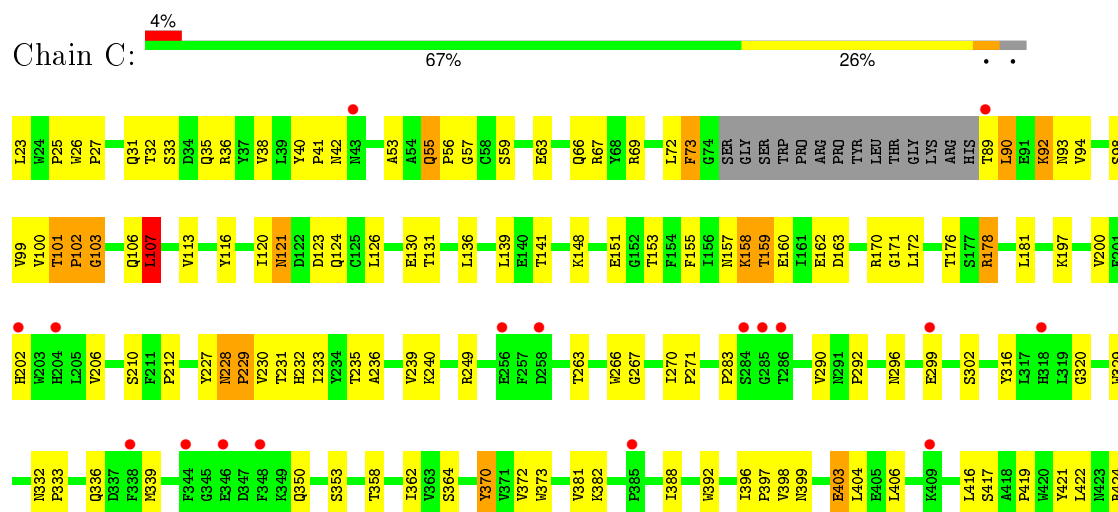 4%
Chain C:
67% 26% • •
L23 W24 P25 W26 P27 Q31 T32 S33 D34 Q35 R36 Y37 V38 L39 Y40 P41 N42 N43 A53 A54 Q55 P56 G57 C58 S59 E63 Q66 R67 Y68 R69 L72 F73 G74 SER GLY SER TRP PRO ARG PRO TYR LEU THR GLY LYS ARG HIS T89 L90 E91 K92 N93 V94 S98
V99 V100 T101 P102 G103 Q106 L107 V113 Y116 I120 N121 D122 D123 Q124 C125 L126 E130 T131 L136 L139 E140 T141 K148 E151 G152 T153 F154 F155 I156 N157 K158 T159 E160 I161 E162 D163 R170 G171 L172 T176 S177 R178 L181 K197 V200
H202 W203 H204 L205 V206 S210 F211 P212 Y227 N228 P229 V230 T231 H232 I233 Y234 T235 A236 V239 K240 R249 E256 F257 D258 T263 W266 G267 I270 P271 P283 S284 G285 T286 V290 N291 P292 N296 E299 S302 Y316 L317 H318 L319 G320
N332 P333 Q336 D337 F338 M339 F344 G345 E346 D347 F348 K349 Q350 S353 T358 I362 V363 S364 Y370 V371 V372 W373 V381 K382 P385 I388 W392 I396 P397 V398 N399 E403 L404 E405 L406 K409 L416 S417 A418 P419 W420 Y421 L422 N423